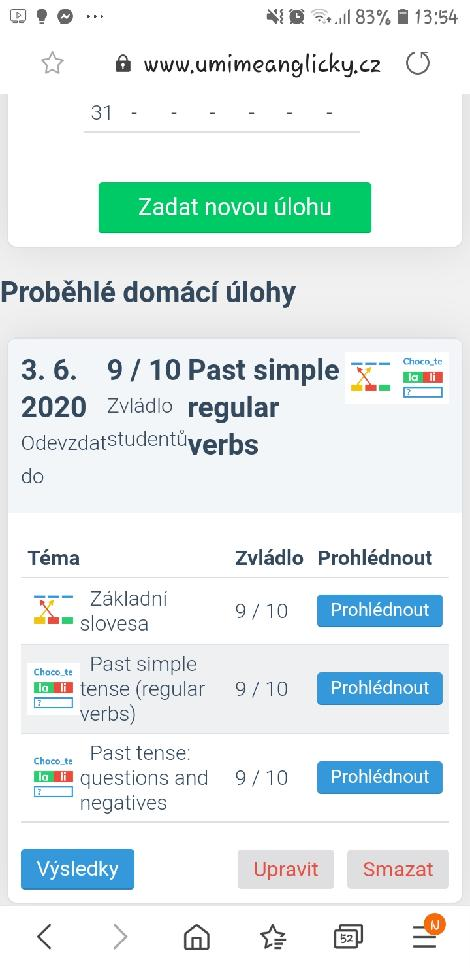 83% 13:54
www.umimeanglicky.cz
31 - - - - - -
Zadat novou úlohu
Proběhlé domácí úlohy
3. 6. 2020
Odevzdat do
9 / 10
Zvládlo studentů
Past simple regular verbs
Choco_te
la li
?
Téma Zvládlo Prohlédnout
Základní slovesa 9 / 10 Prohlédnout
Choco_te
la li
?
Past simple tense (regular verbs) 9 / 10 Prohlédnout
Choco_te
la li
?
Past tense: questions and negatives 9 / 10 Prohlédnout
Výsledky Upravit Smazat
52 N